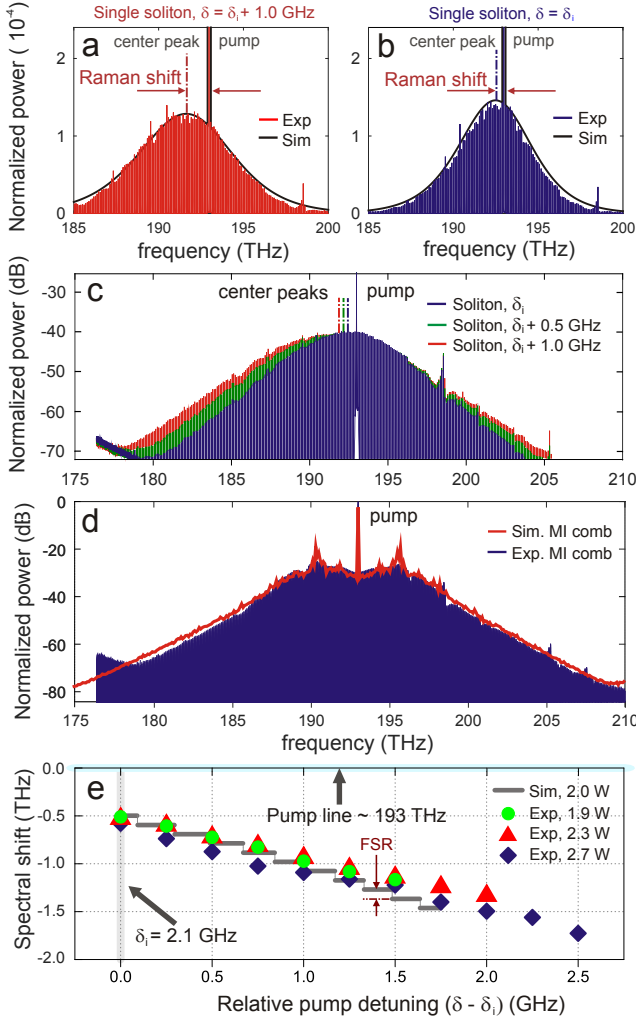 Single soliton, δ = δi + 1.0 GHz
Single soliton, δ = δi
Normalized power ( 10-4)
a
center peak
pump
Raman shift
Exp
Sim
2
1
0
185
190
195
200
frequency (THz)
b
center peak
pump
Raman shift
Exp
Sim
2
1
0
185
190
195
200
frequency (THz)
Normalized power (dB)
c
center peaks
pump
Soliton, δi
Soliton, δi + 0.5 GHz
Soliton, δi + 1.0 GHz
-30
-40
-50
-60
-70
175
180
185
190
195
200
205
210
Normalized power (dB)
d
pump
Sim. MI comb
Exp. MI comb
0
-20
-40
-60
-80
175
180
185
190
195
200
205
210
frequency (THz)
Spectral shift (THz)
e
Pump line ~ 193 THz
FSR
δi = 2.1 GHz
Sim, 2.0 W
Exp, 1.9 W
Exp, 2.3 W
Exp, 2.7 W
0.0
-0.5
-1.0
-1.5
-2.0
0.0
0.5
1.0
1.5
2.0
2.5
Relative pump detuning (δ - δi) (GHz)